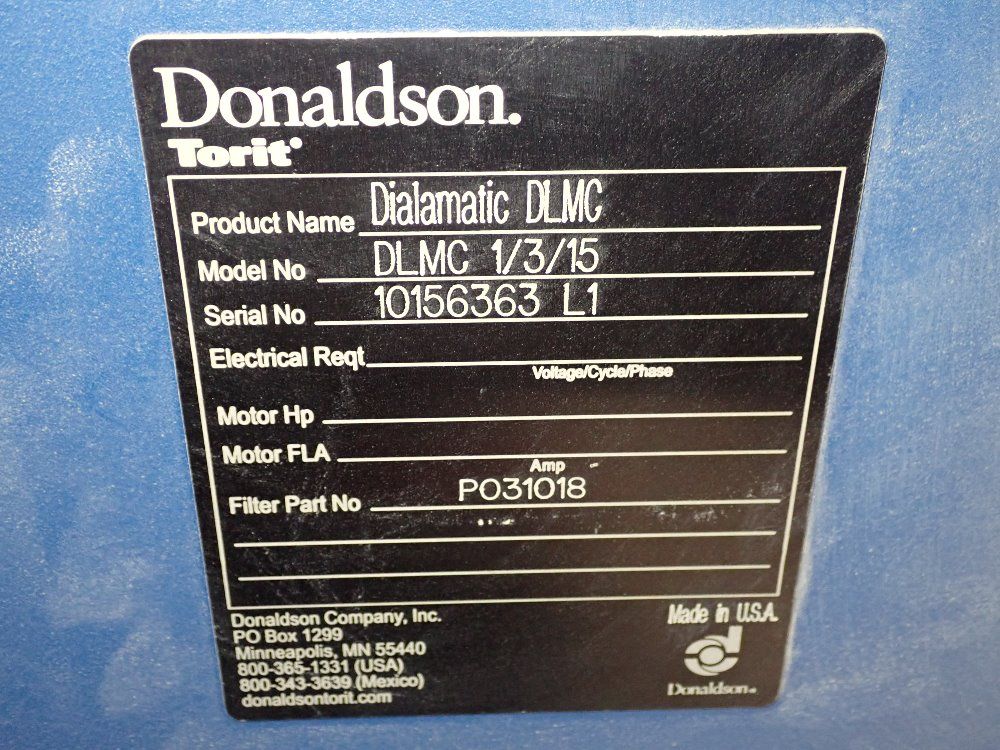 Donaldson.
Torit®
Product Name Dialamatic DLMC
Model No DLMC 1/3/15
Serial No 10156363 L1
Electrical Reqt
Voltage/Cycle/Phase
Motor Hp
Motor FLA
Amp
Filter Part No P031018
Donaldson Company, Inc.
PO Box 1299
Minneapolis, MN 55440
800-365-1331 (USA)
800-343-3639 (Mexico)
donaldsontorit.com
Made in U.S.A.
Donaldson.